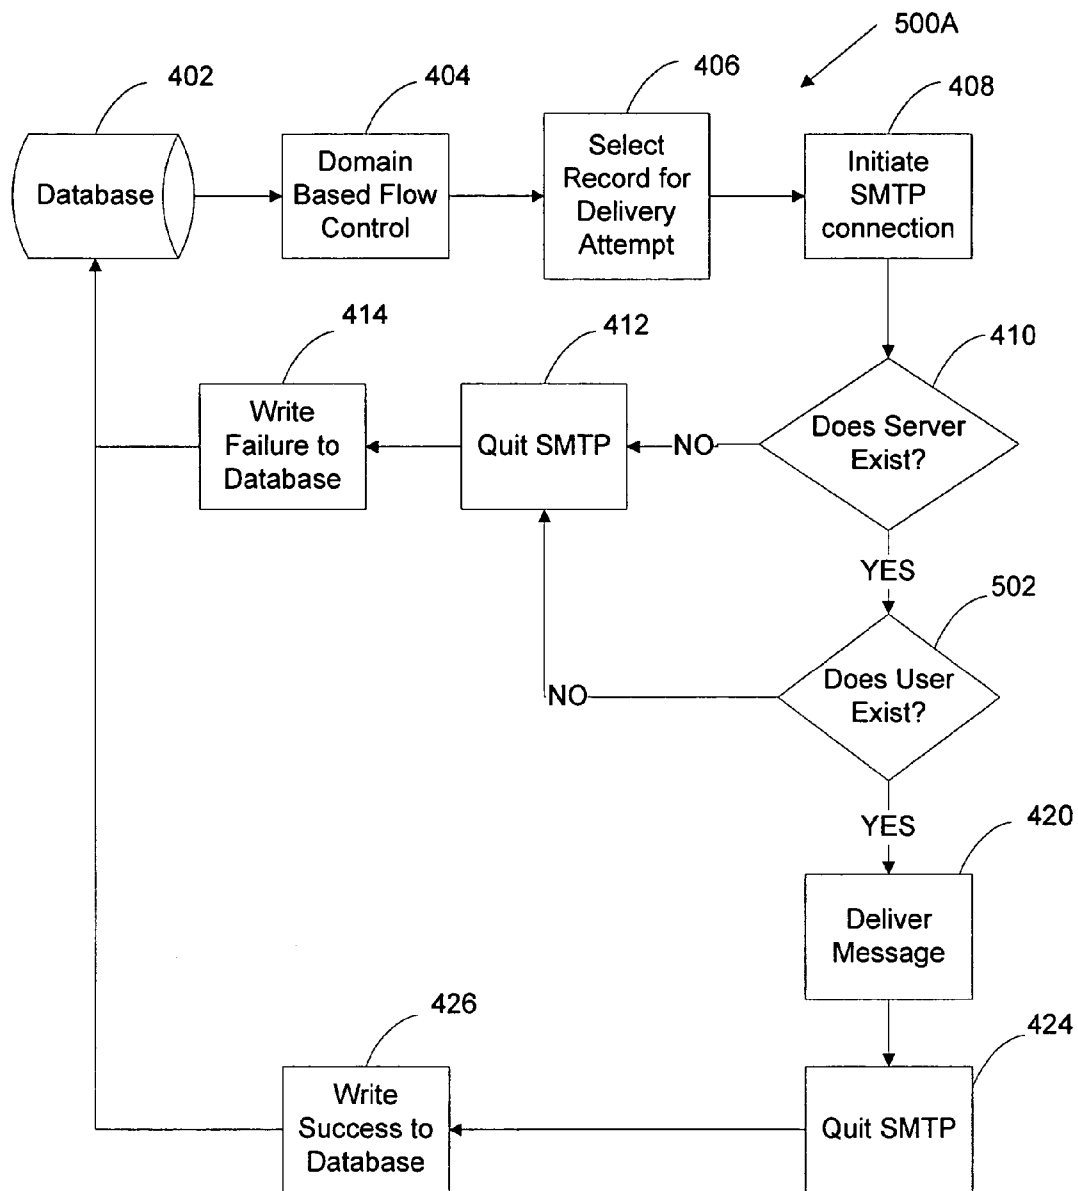 500A
402
404
406
408
Database
Domain
Based Flow
Control
Select
Record for
Delivery
Attempt
Initiate
SMTP
connection
414
412
410
Write
Failure to
Database
Quit SMTP
NO
Does Server
Exist?
YES
502
NO
Does User
Exist?
YES
420
Deliver
Message
426
424
Write
Success to
Database
Quit SMTP